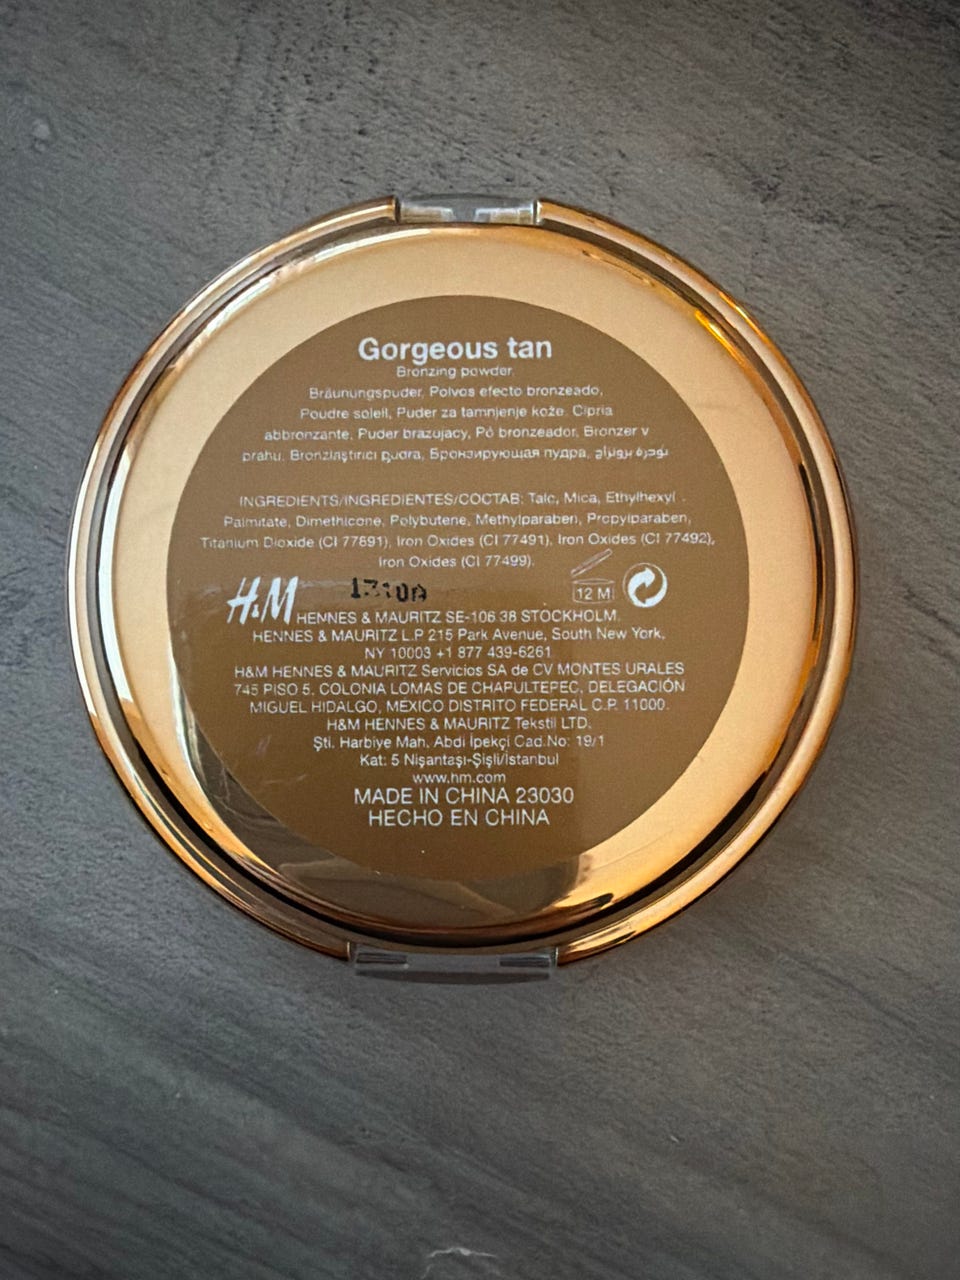 Gorgeous tan
Bronzing powder,
Bräunungspuder, Polvos efecto bronzeado,
Poudre soleil, Puder za tamnjenje kože, Cipria
abbronzante, Puder brazujacy, Pó bronzeador, Bronzer v
prahu, Bronzlaştırıcı pudra, Бронзирующая пудра, بودرة برونزاج
INGREDIENTS/INGREDIENTES/СОСТАВ: Talc, Mica, Ethylhexyl
Palmitate, Dimethicone, Polybutene, Methylparaben, Propylparaben,
Titanium Dioxide (CI 77891), Iron Oxides (CI 77491), Iron Oxides (CI 77492),
Iron Oxides (CI 77499).
H&M
12 M
HENNES & MAURITZ SE-106 38 STOCKHOLM.
HENNES & MAURITZ L.P 215 Park Avenue, South New York,
NY 10003 +1 877 439-6261
H&M HENNES & MAURITZ Servicios SA de CV MONTES URALES
745 PISO 5, COLONIA LOMAS DE CHAPULTEPEC, DELEGACIÓN
MIGUEL HIDALGO, MÉXICO DISTRITO FEDERAL C.P. 11000.
H&M HENNES & MAURITZ Tekstil LTD.
Şti. Harbiye Mah. Abdi İpekçi Cad.No: 19/1
Kat: 5 Nişantaşı-Şişli/İstanbul
www.hm.com
MADE IN CHINA 23030
HECHO EN CHINA